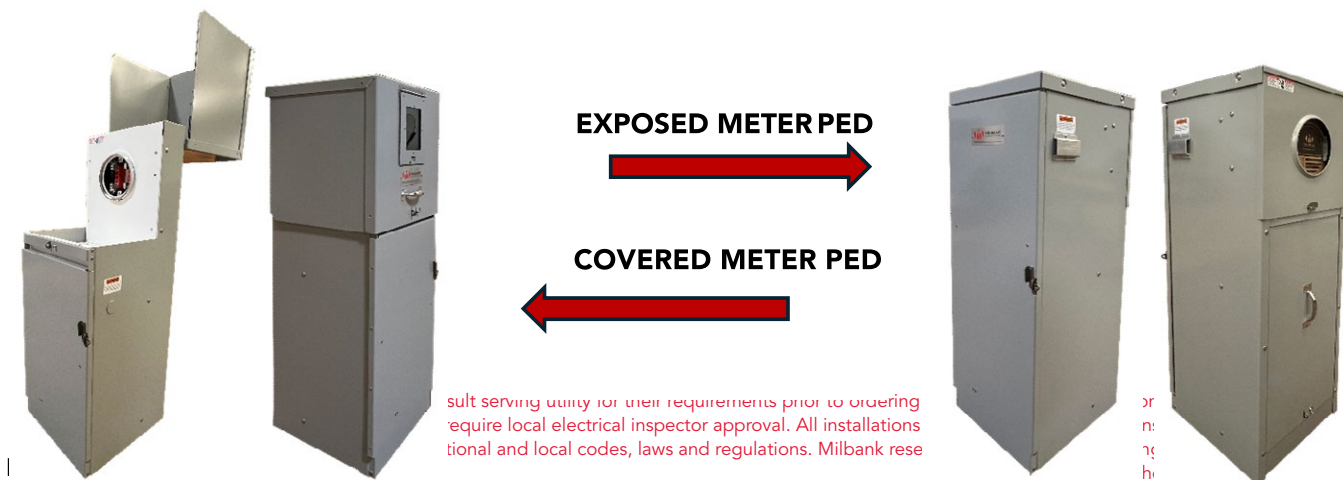 EXPOSED METER PED
COVERED METER PED
sult serving utility for their requirements prior to ordering
require local electrical inspector approval. All installations
tional and local codes, laws and regulations. Milbank rese